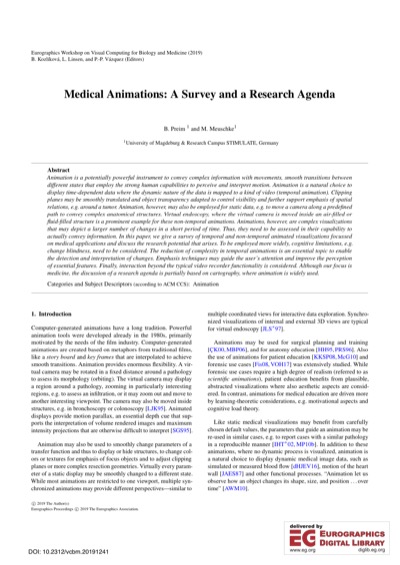 Eurographics Workshop on Visual Computing for Biology and Medicine (2019)
B. Kozlíková, L. Linsen, and P.-P. Vázquez (Editors)
Medical Animations: A Survey and a Research Agenda
B. Preim 1 and M. Meuschke1
1University of Magdeburg & Research Campus STIMULATE, Germany
Abstract
Animation is a potentially powerful instrument to convey complex information with movements, smooth transitions between
different states that employ the strong human capabilities to perceive and interpret motion. Animation is a natural choice to
display time-dependent data where the dynamic nature of the data is mapped to a kind of video (temporal animation). Clipping
planes may be smoothly translated and object transparency adapted to control visibility and further support emphasis of spatial
relations, e.g. around a tumor. Animation, however, may also be employed for static data, e.g. to move a camera along a predefined
path to convey complex anatomical structures. Virtual endoscopy, where the virtual camera is moved inside an air-filled or
fluid-filled structure is a prominent example for these non-temporal animations. Animations, however, are complex visualizations
that may depict a larger number of changes in a short period of time. Thus, they need to be assessed in their capability to
actually convey information. In this paper, we give a survey of temporal and non-temporal animated visualizations focussed
on medical applications and discuss the research potential that arises. To be employed more widely, cognitive limitations, e.g.
change blindness, need to be considered. The reduction of complexity in temporal animations is an essential topic to enable
the detection and interpretation of changes. Emphasis techniques may guide the user's attention and improve the perception
of essential features. Finally, interaction beyond the typical video recorder functionality is considered. Although our focus is
medicine, the discussion of a research agenda is partially based on cartography, where animation is widely used.
Categories and Subject Descriptors (according to ACM CCS): Animation
1. Introduction
Computer-generated animations have a long tradition. Powerful
animation tools were developed already in the 1980s, primarily
motivated by the needs of the film industry. Computer-generated
animations are created based on metaphors from traditional films,
like a story board and key frames that are interpolated to achieve
smooth transitions. Animation provides enormous flexibility. A vir-
tual camera may be rotated in a fixed distance around a pathology
to assess its morphology (orbiting). The virtual camera may display
a region around a pathology, zooming in particularly interesting
regions, e.g. to assess an infiltration, or it may zoom out and move to
another interesting viewpoint. The camera may also be moved inside
structures, e.g. in bronchoscopy or colonoscopy [LJK95]. Animated
displays provide motion parallax, an essential depth cue that sup-
ports the interpretation of volume rendered images and maximum
intensity projections that are otherwise difficult to interpret [SGS95].
Animation may also be used to smoothly change parameters of a
transfer function and thus to display or hide structures, to change col-
ors or textures for emphasis of focus objects and to adjust clipping
planes or more complex resection geometries. Virtually every param-
eter of a static display may be smoothly changed to a different state.
While most animations are restricted to one viewport, multiple syn-
chronized animations may provide different perspectives—similar to
multiple coordinated views for interactive data exploration. Synchro-
nized visualizations of internal and external 3D views are typical
for virtual endoscopy [JLS*97].
Animations may be used for surgical planning and training
[CK00, MBP06], and for anatomy education [HB95, PRS96]. Also
the use of animations for patient education [KKSP08, McG10] and
forensic use cases [Fis08, VOH17] was extensively studied. While
forensic use cases require a high degree of realism (referred to as
scientific animations), patient education benefits from plausible,
abstracted visualizations where also aesthetic aspects are consid-
ered. In contrast, animations for medical education are driven more
by learning-theoretic considerations, e.g. motivational aspects and
cognitive load theory.
Like static medical visualizations may benefit from carefully
chosen default values, the parameters that guide an animation may be
re-used in similar cases, e.g. to report cases with a similar pathology
in a reproducible manner [IHT*02, MP10b]. In addition to these
animations, where no dynamic process is visualized, animation is
a natural choice to display dynamic medical image data, such as
simulated or measured blood flow [dHJEV16], motion of the heart
wall [JAES87] and other functional processes. “Animation let us
observe how an object changes its shape, size, and position . . . over
time” [AWM10].
© 2019 The Author(s)
Eurographics Proceedings © 2019 The Eurographics Association.
DOI: 10.2312/vcbm.20191241
delivered by
EG EUROGRAPHICS
DIGITAL LIBRARY
www.eg.org
diglib.eg.org